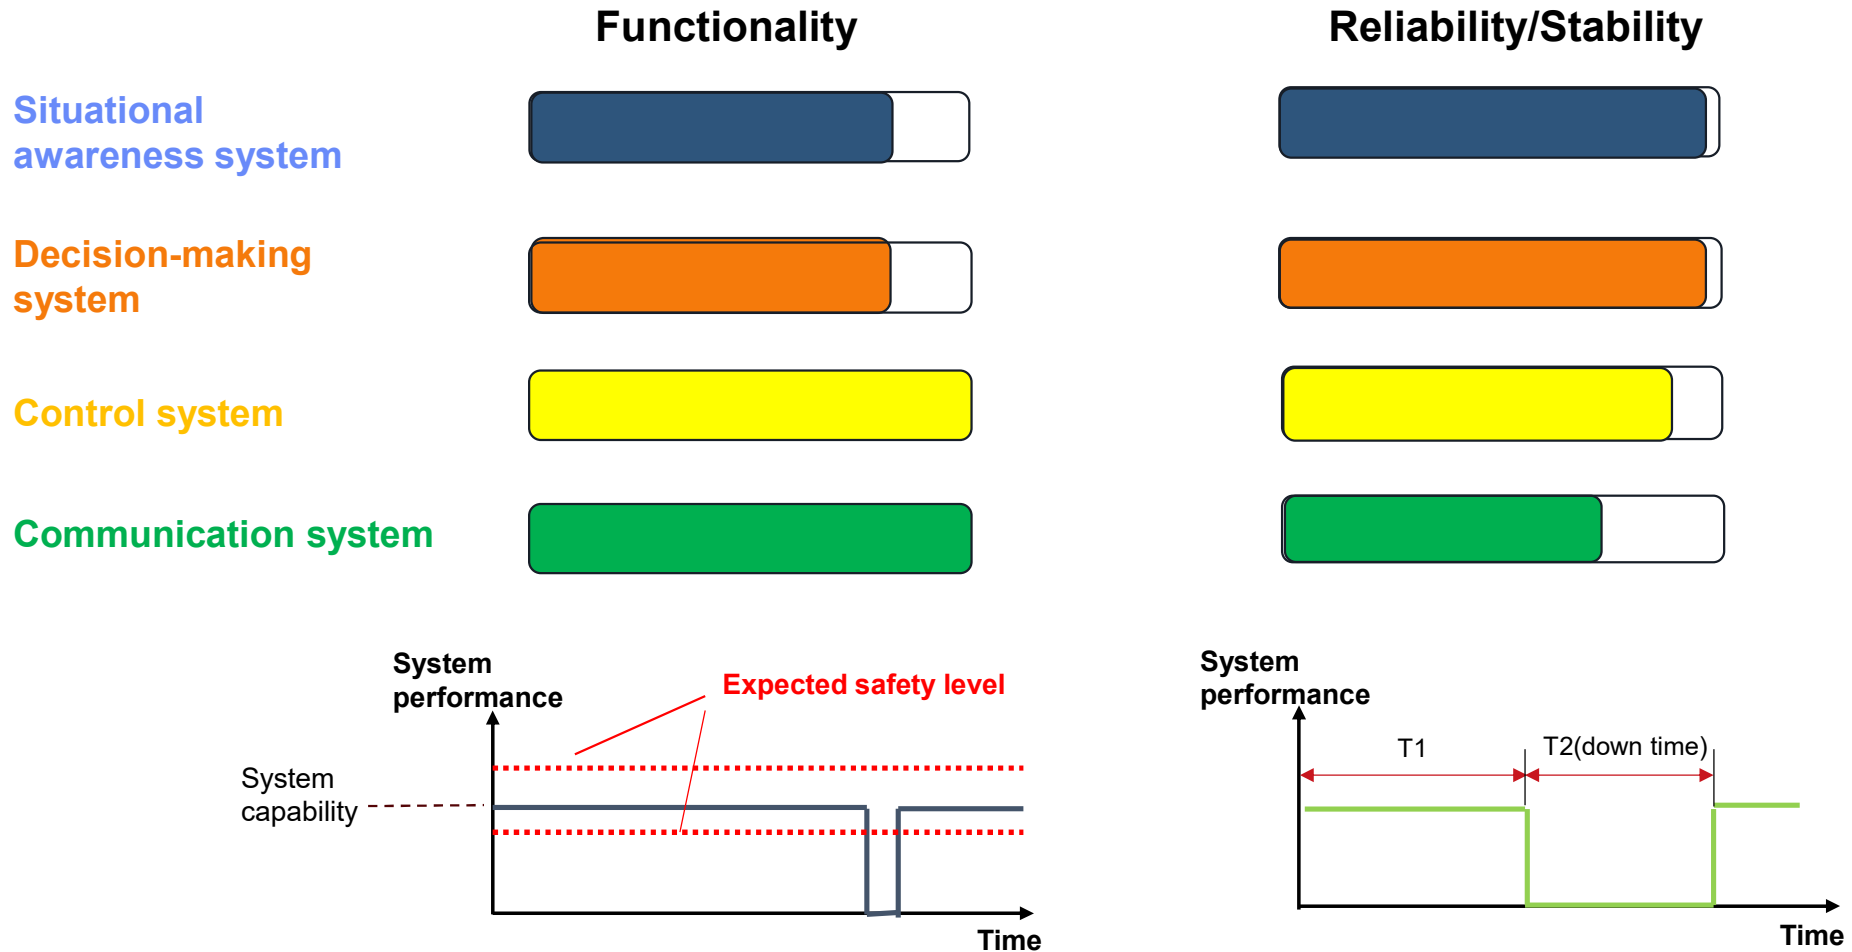 Functionality
Reliability/Stability
Situational
awareness system
Decision-making
system
Control system
Communication system
System
performance
Expected safety level
System
capability
Time
System
performance
T1
T2(down time)
Time